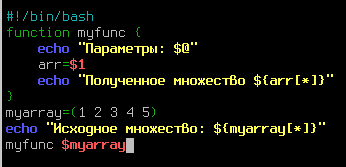 #!/bin/bash
function myfunc {
    echo "Параметры: $@"
    arr=$1
    echo "Полученное множество ${arr[*]}"
}
myarray=(1 2 3 4 5)
echo "Исходное множество: ${myarray[*]}"
myfunc $myarray